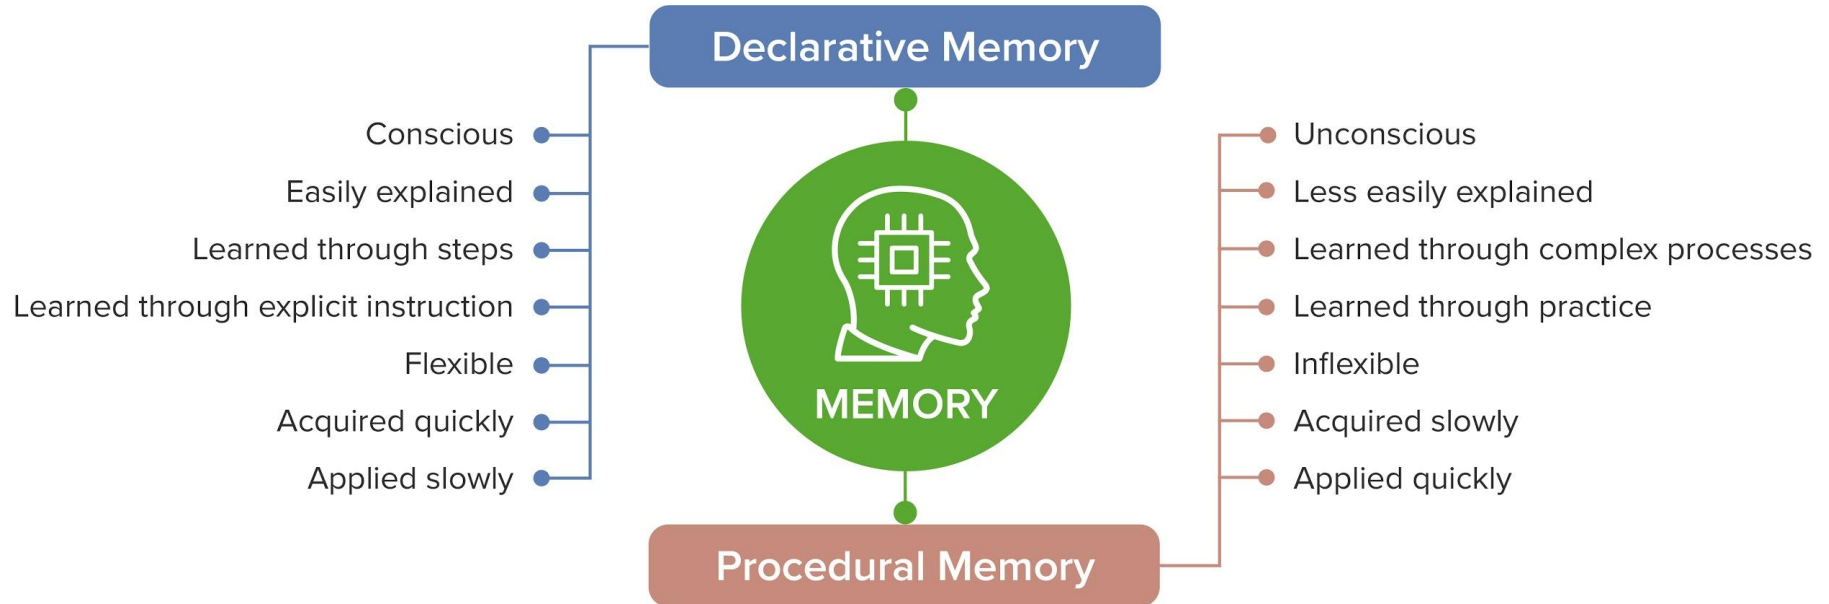 Declarative Memory
Conscious
Easily explained
Learned through steps
Learned through explicit instruction
Flexible
Acquired quickly
Applied slowly
MEMORY
Unconscious
Less easily explained
Learned through complex processes
Learned through practice
Inflexible
Acquired slowly
Applied quickly
Procedural Memory